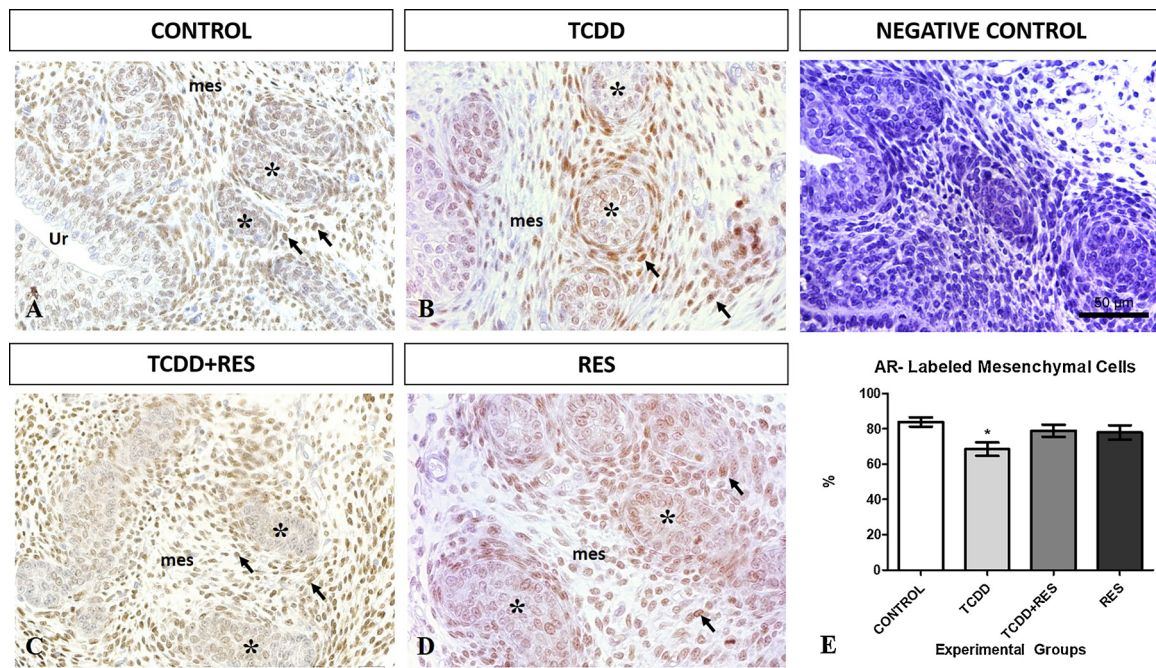 CONTROL
TCDD
NEGATIVE CONTROL
mes
*
*
Ur
A
*
*
mes
B
50 µm
TCDD+RES
RES
AR- Labeled Mesenchymal Cells
mes
*
*
C
mes
*
*
D
100
80
60
40
20
0
%
*
CONTROL
TCDD
TCDD+RES
RES
E
Experimental Groups